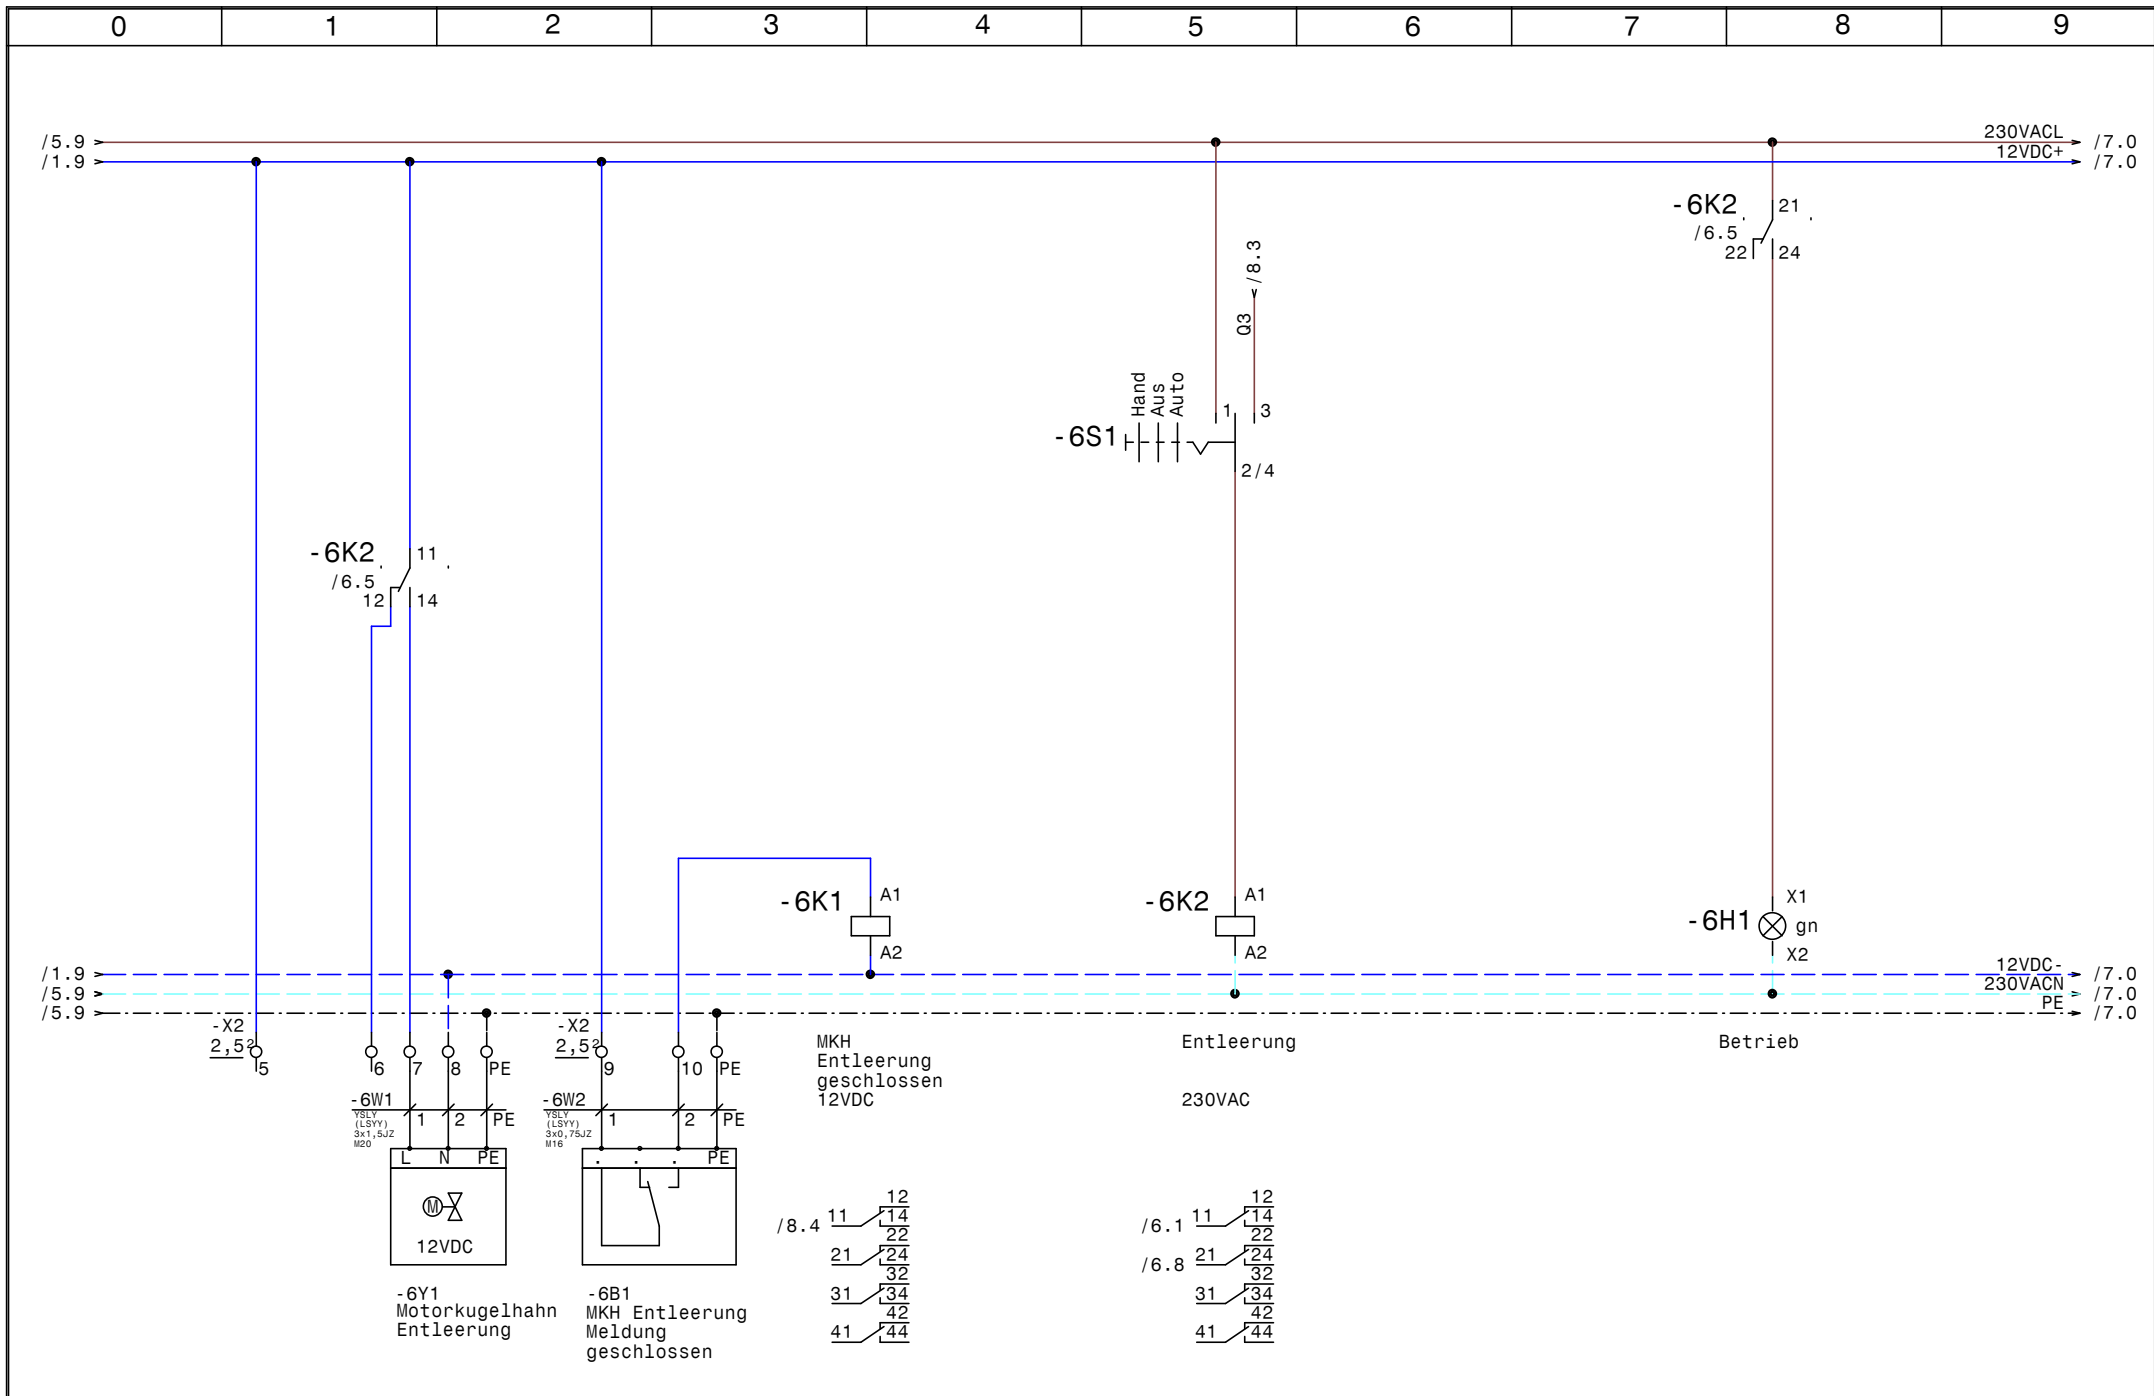 0 1 2 3 4 5 6 7 8 9
/5.9 230VACL /7.0
/1.9 12VDC+ /7.0
-6K2 21
/6.5
22 24
/8.3
Q3
Hand
Aus
Auto
-6S1
1 3
2/4
-6K2 11
/6.5
12 14
-6K1 A1
A2
-6K2 A1
A2
-6H1 X1
gn
X2
/1.9 12VDC- /7.0
/5.9 230VACN /7.0
/5.9 PE /7.0
-X2
2,5²
5 6 7 8 PE
-X2
2,5²
9 10 PE
MKH
Entleerung
geschlossen
12VDC
Entleerung
230VAC
Betrieb
-6W1
YSLY
(LSYY)
3x1,5JZ
M20
1 2 PE
-6W2
YSLY
(LSYY)
3x0,75JZ
M16
1 2 PE
L N PE
12VDC
. . . PE
M
-6Y1
Motorkugelhahn
Entleerung
-6B1
MKH Entleerung
Meldung
geschlossen
12
/8.4 11 14
22
21 24
32
31 34
42
41 44
12
/6.1 11 14
22
/6.8 21 24
32
31 34
42
41 44